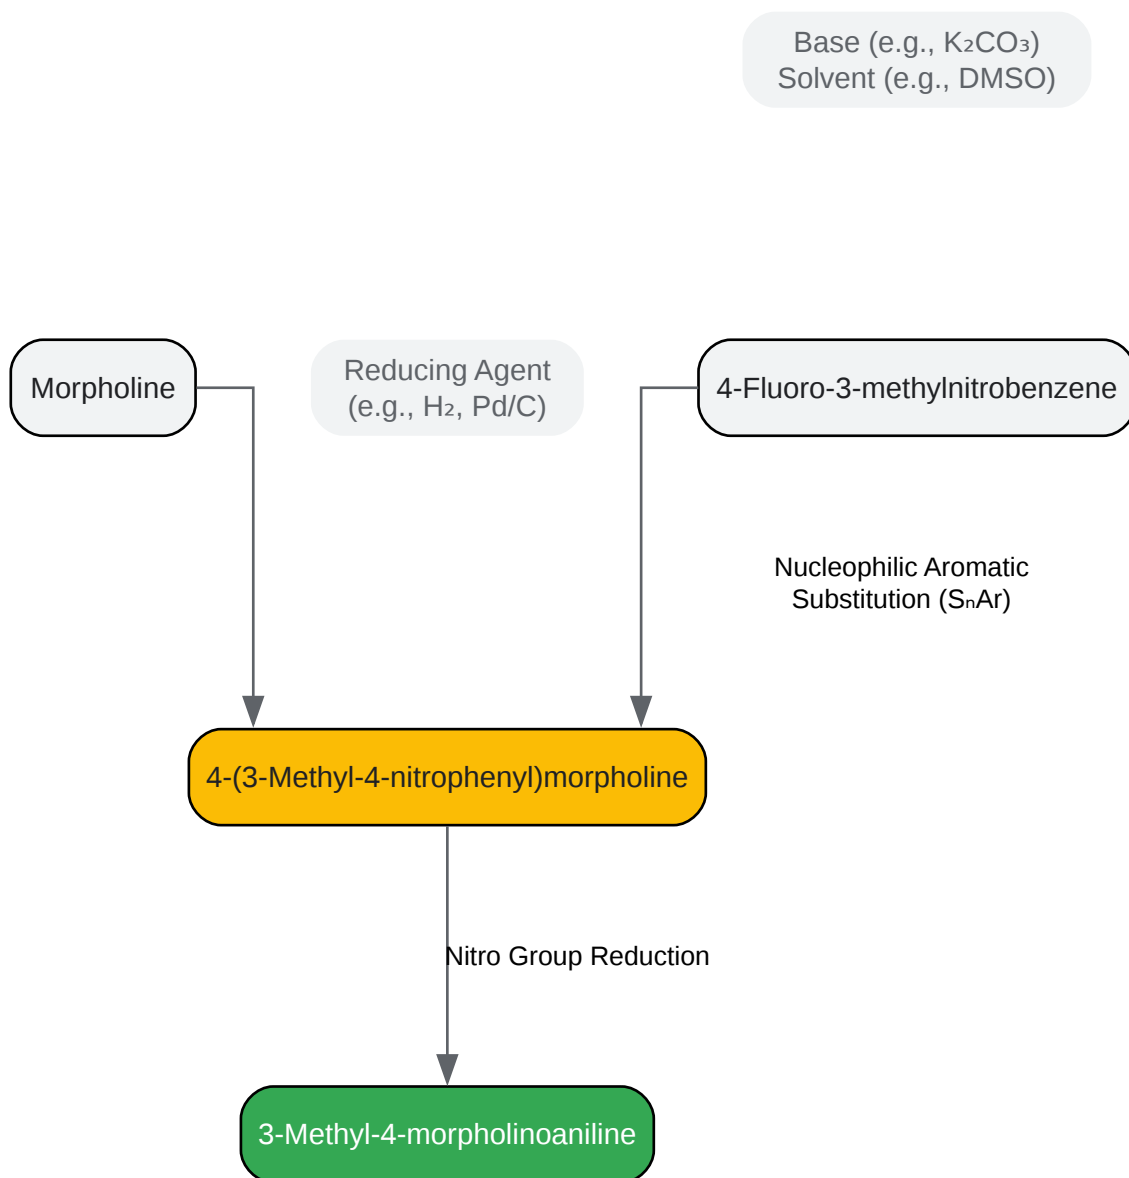 Base (e.g., K₂CO₃)
Solvent (e.g., DMSO)
Morpholine
Reducing Agent
(e.g., H₂, Pd/C)
4-Fluoro-3-methylnitrobenzene
Nucleophilic Aromatic
Substitution (SₙAr)
4-(3-Methyl-4-nitrophenyl)morpholine
Nitro Group Reduction
3-Methyl-4-morpholinoaniline